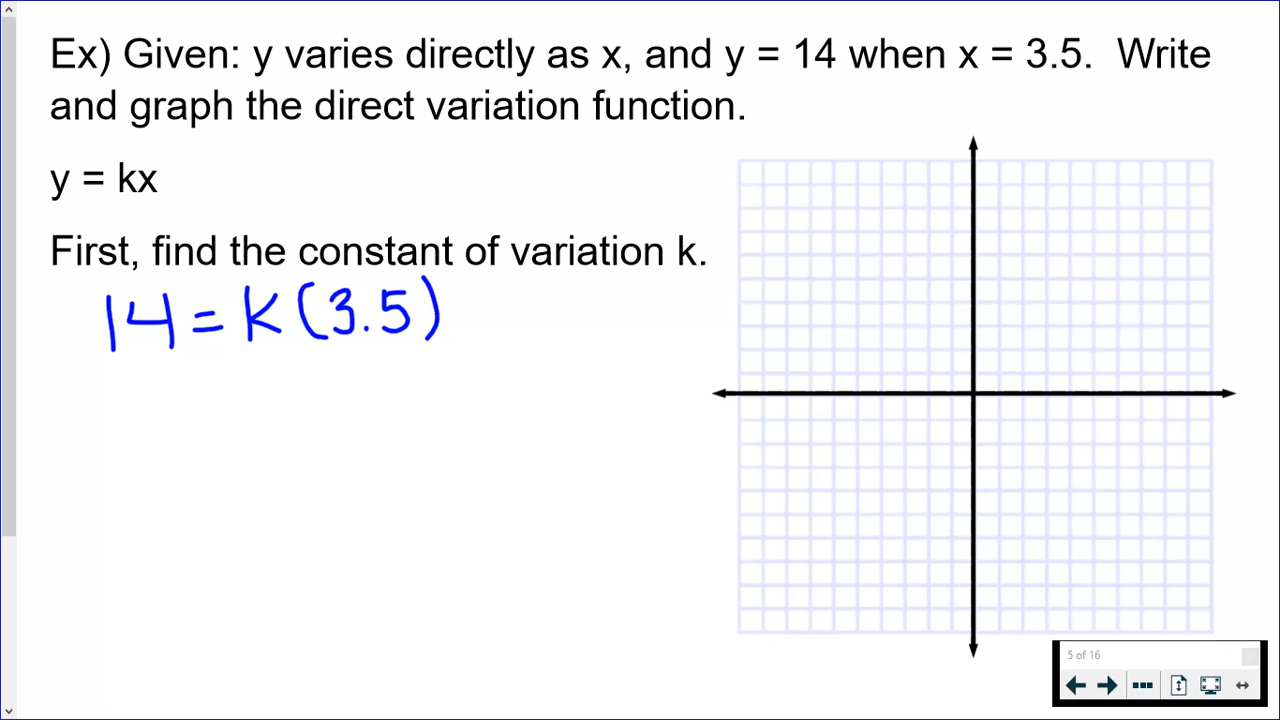 Ex) Given: y varies directly as x, and y = 14 when x = 3.5. Write
and graph the direct variation function.
y = kx
First, find the constant of variation k.
14 = k(3.5)
5 of 16